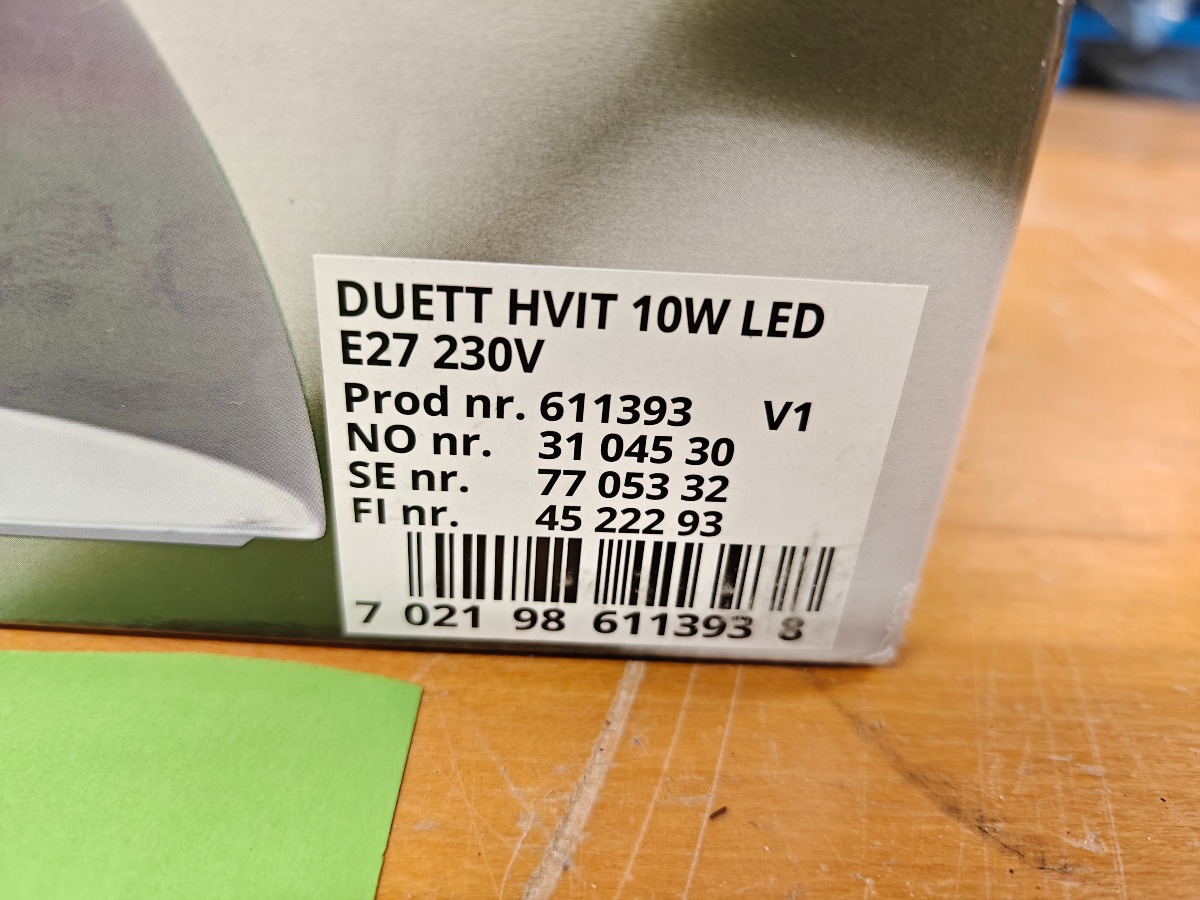 DUETT HVIT 10W LED
E27 230V
Prod nr. 611393 V1
NO nr. 31 045 30
SE nr. 77 053 32
FI nr. 45 222 93
7 021 98 611393 8